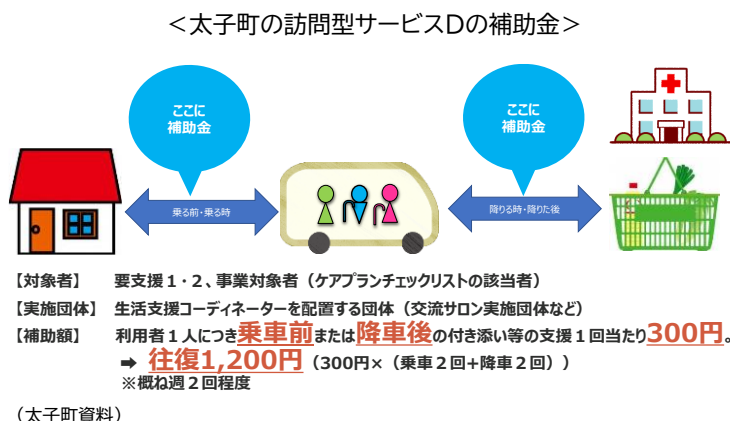 ＜太子町の訪問型サービスDの補助金＞
ここに
補助金
ここに
補助金
乗る前・乗る時
降りる時・降りた後
【対象者】　要支援１・２、事業対象者（ケアプランチェックリストの該当者）
【実施団体】　生活支援コーディネーターを配置する団体（交流サロン実施団体など）
【補助額】　利用者１人につき乗車前または降車後の付き添い等の支援１回当たり300円。
➡ 往復1,200円（300円×（乗車２回+降車２回））
※概ね週２回程度
（太子町資料）